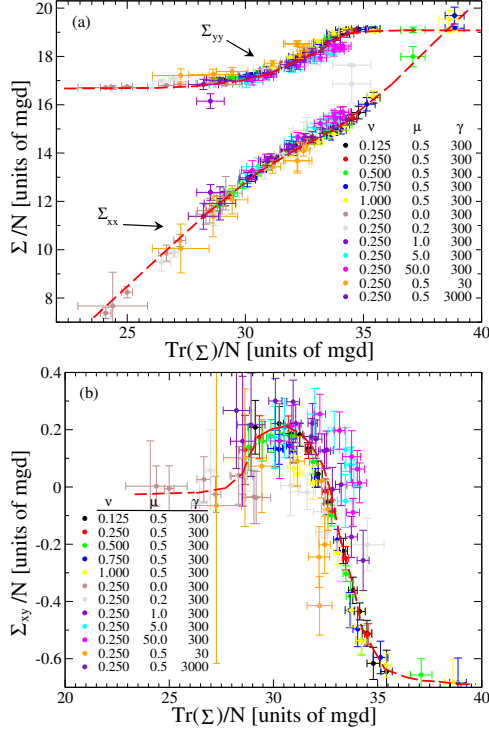 (a)
Σyy
Σxx
20
18
16
14
12
10
8
Σ/N [units of mgd]
ν μ γ
0.125 0.5 300
0.250 0.5 300
0.500 0.5 300
0.750 0.5 300
1.000 0.5 300
0.250 0.0 300
0.250 0.2 300
0.250 1.0 300
0.250 5.0 300
0.250 50.0 300
0.250 0.5 30
0.250 0.5 3000
25 30 35 40
Tr(Σ)/N [units of mgd]
(b)
0.4
0.2
0
-0.2
-0.4
-0.6
Σxy/N [units of mgd]
ν μ γ
0.125 0.5 300
0.250 0.5 300
0.500 0.5 300
0.750 0.5 300
1.000 0.5 300
0.250 0.0 300
0.250 0.2 300
0.250 1.0 300
0.250 5.0 300
0.250 50.0 300
0.250 0.5 30
0.250 0.5 3000
20 25 30 35 40
Tr(Σ)/N [units of mgd]